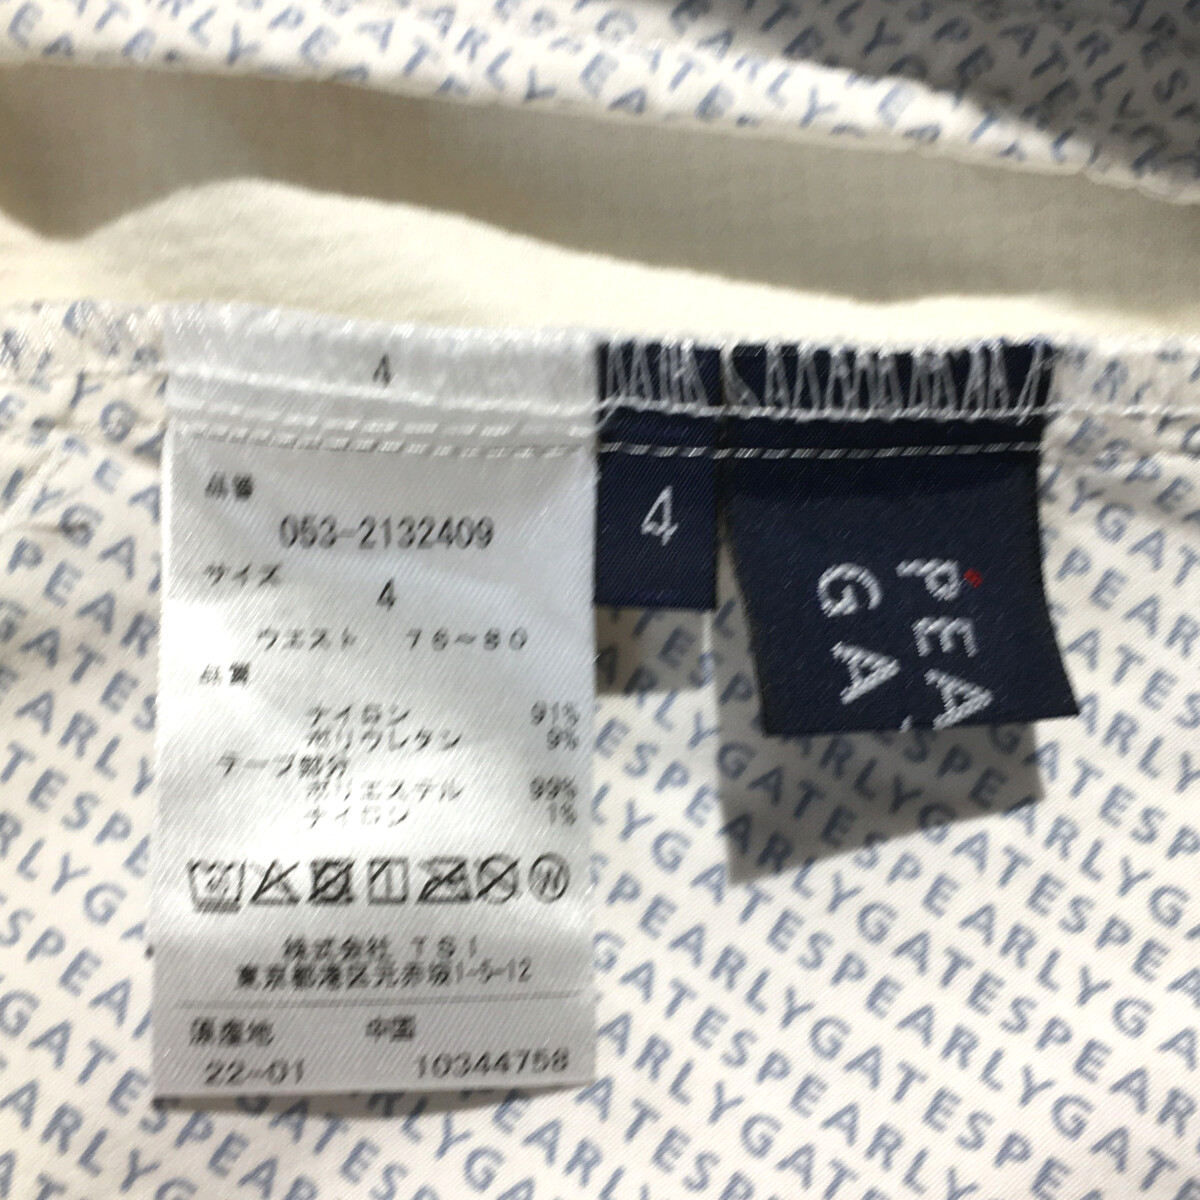 4
品番
053-2132409
サイズ
4
ウエスト 76~80
品質
ナイロン 91%
ポリウレタン 9%
テープ部分
ポリエステル 99%
ナイロン 1%
株式会社 TSI
東京都港区元赤坂1-5-12
原産地 中国
22-01 10344758
4
PEA
GA
PEARLYGATES